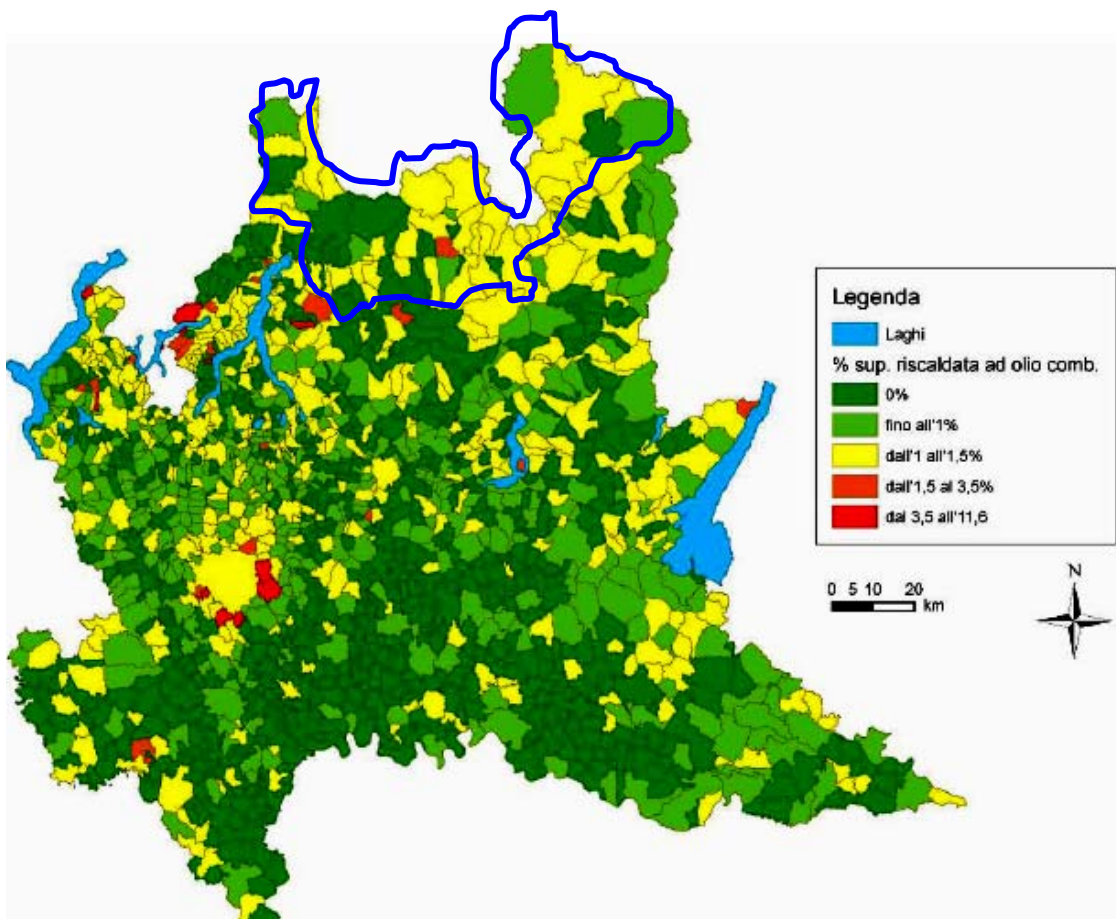 Legenda
Laghi
% sup. riscaldata ad olio comb.
0%
fino all'1%
dall'1 all'1,5%
dall'1,5 al 3,5%
dal 3,5 all'11,6
0 5 10 20
km
N